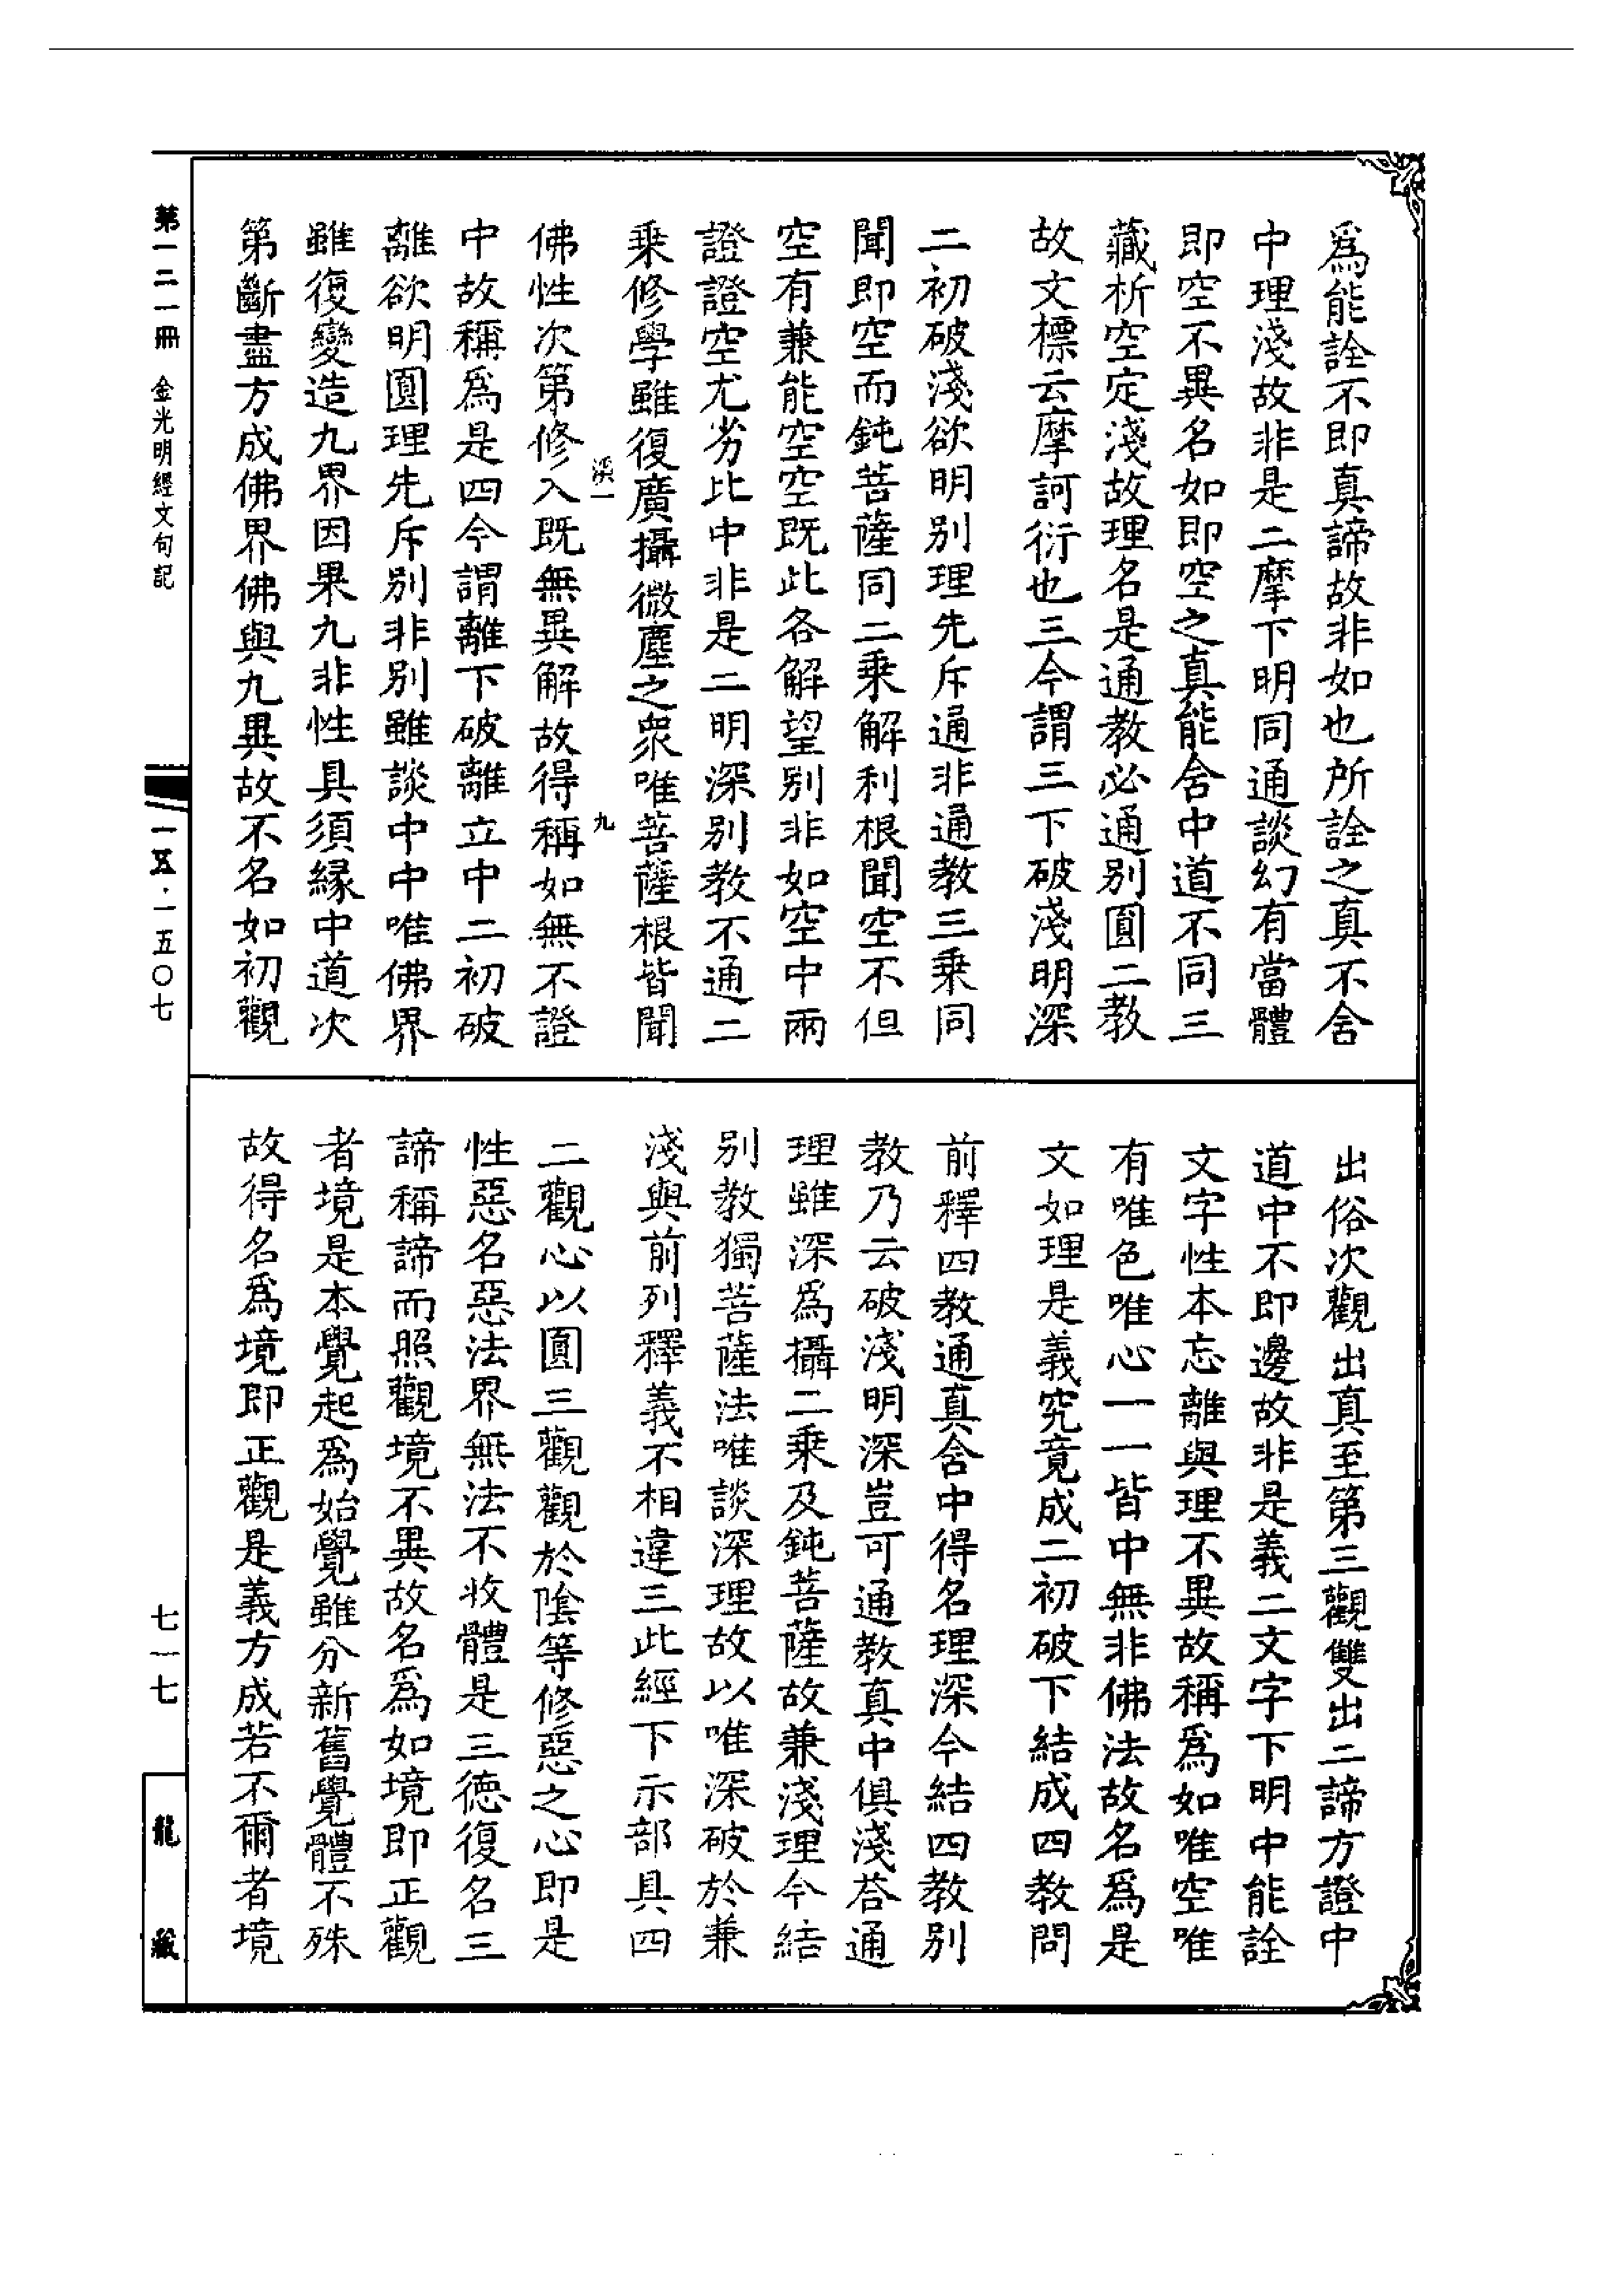 爲能詮不即真諦故非如也所詮之真不含
中理淺故非是二摩下明同通談幻有當體
即空不異名如即空之真能含中道不同三
藏析空定淺故理名是通教必通别圓二教
故文標云摩訶衍也三今謂三下破淺明深
二初破淺欲明别理先斥通非通教三乘同
聞即空而鈍菩薩同二乘解利根聞空不但
空有兼能空空既此各解望别非如空中兩
證證空尤劣比中非是二明深别教不通二
乘修學雖復廣攝微塵之衆唯菩薩根皆聞
佛性次第修入既無異解故得稱如無不證
中故稱爲是四今謂離下破離立中二初破
離欲明圓理先斥别非别雖談中中唯佛界
雖復變造九界因果九非性具須緣中道次
第斷盡方成佛界佛與九異故不名如初觀
出俗次觀出真至第三觀雙出二諦方證中
道中不即邊故非是義二文字下明中能詮
文字性本忘離與理不異故稱爲如唯空唯
有唯色唯心一一皆中無非佛法故名爲是
文如理是義究竟成二初破下結成四教問
前釋四教通真含中得名理深今結四教别
教乃云破淺明深豈可通教真中俱淺荅通
理雖深爲攝二乘及鈍菩薩故兼淺理今結
别教獨菩薩法唯談深理故以唯深破於兼
淺與前列釋義不相違三此經下示部具四
二觀心以圓三觀觀於陰等修惡之心即是
性惡名惡法界無法不收體是三德復名三
諦稱諦而照觀境不異故名爲如境即正觀
者境是本覺起爲始覺雖分新舊覺體不殊
故得名爲境即正觀是義方成若不爾者境
第一二一冊
金光明經文句記
一五·一五〇七
七一七
龍藏
溪一
九